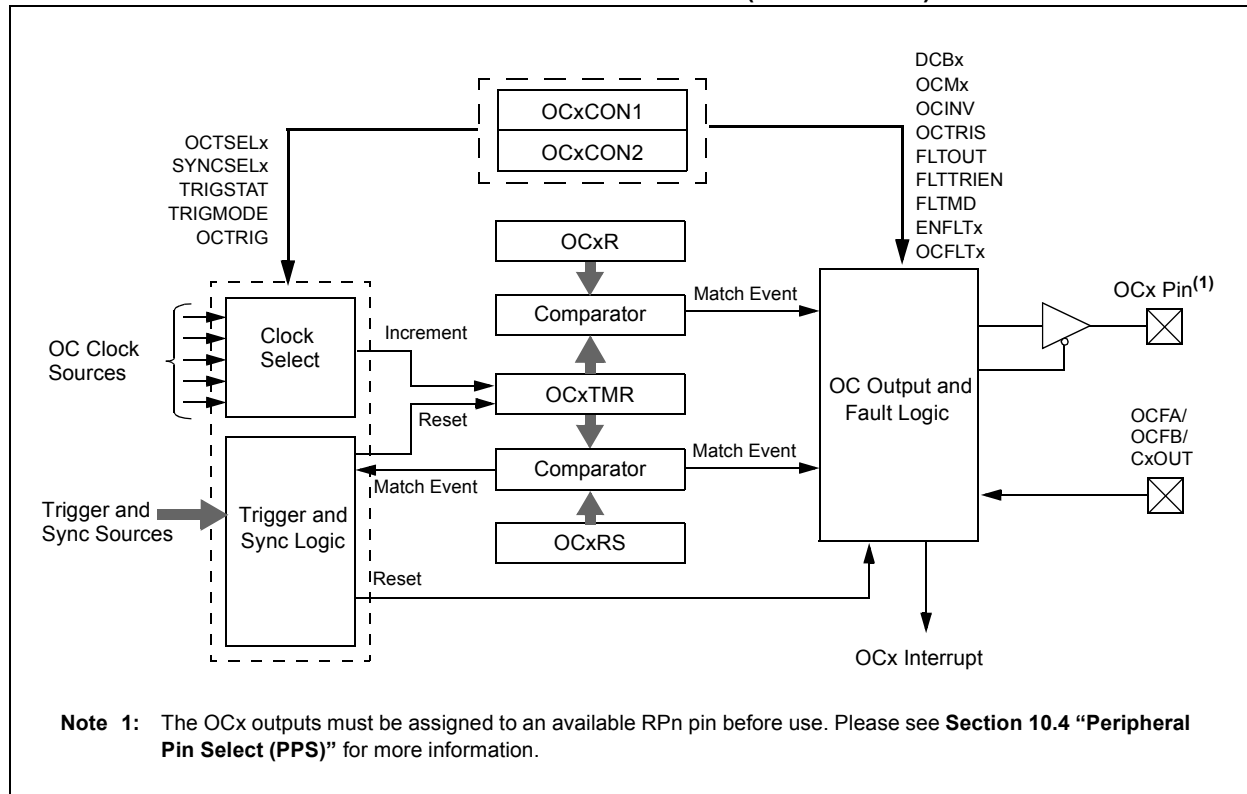 DCBx
OCMx
OCINV
OCTRIS
FLTOUT
FLTTRIEN
FLTMD
ENFLTx
OCFLTx
OCxCON1
OCxCON2
OCTSELx
SYNCSELx
TRIGSTAT
TRIGMODE
OCTRIG
OCxR
Match Event
OCx Pin(1)
Comparator
Clock
Select
Increment
OC Clock
Sources
OCxTMR
OC Output and
Fault Logic
Reset
OCFA/
OCFB/
CxOUT
Match Event
Comparator
Match Event
Trigger and
Sync Sources
Trigger and
Sync Logic
OCxRS
Reset
OCx Interrupt
Note 1: The OCx outputs must be assigned to an available RPn pin before use. Please see Section 10.4 “Peripheral
Pin Select (PPS)” for more information.